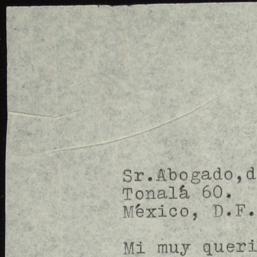 Sr.Abogado,d
Tonalá 60.
México, D.F.
Mi muy queri